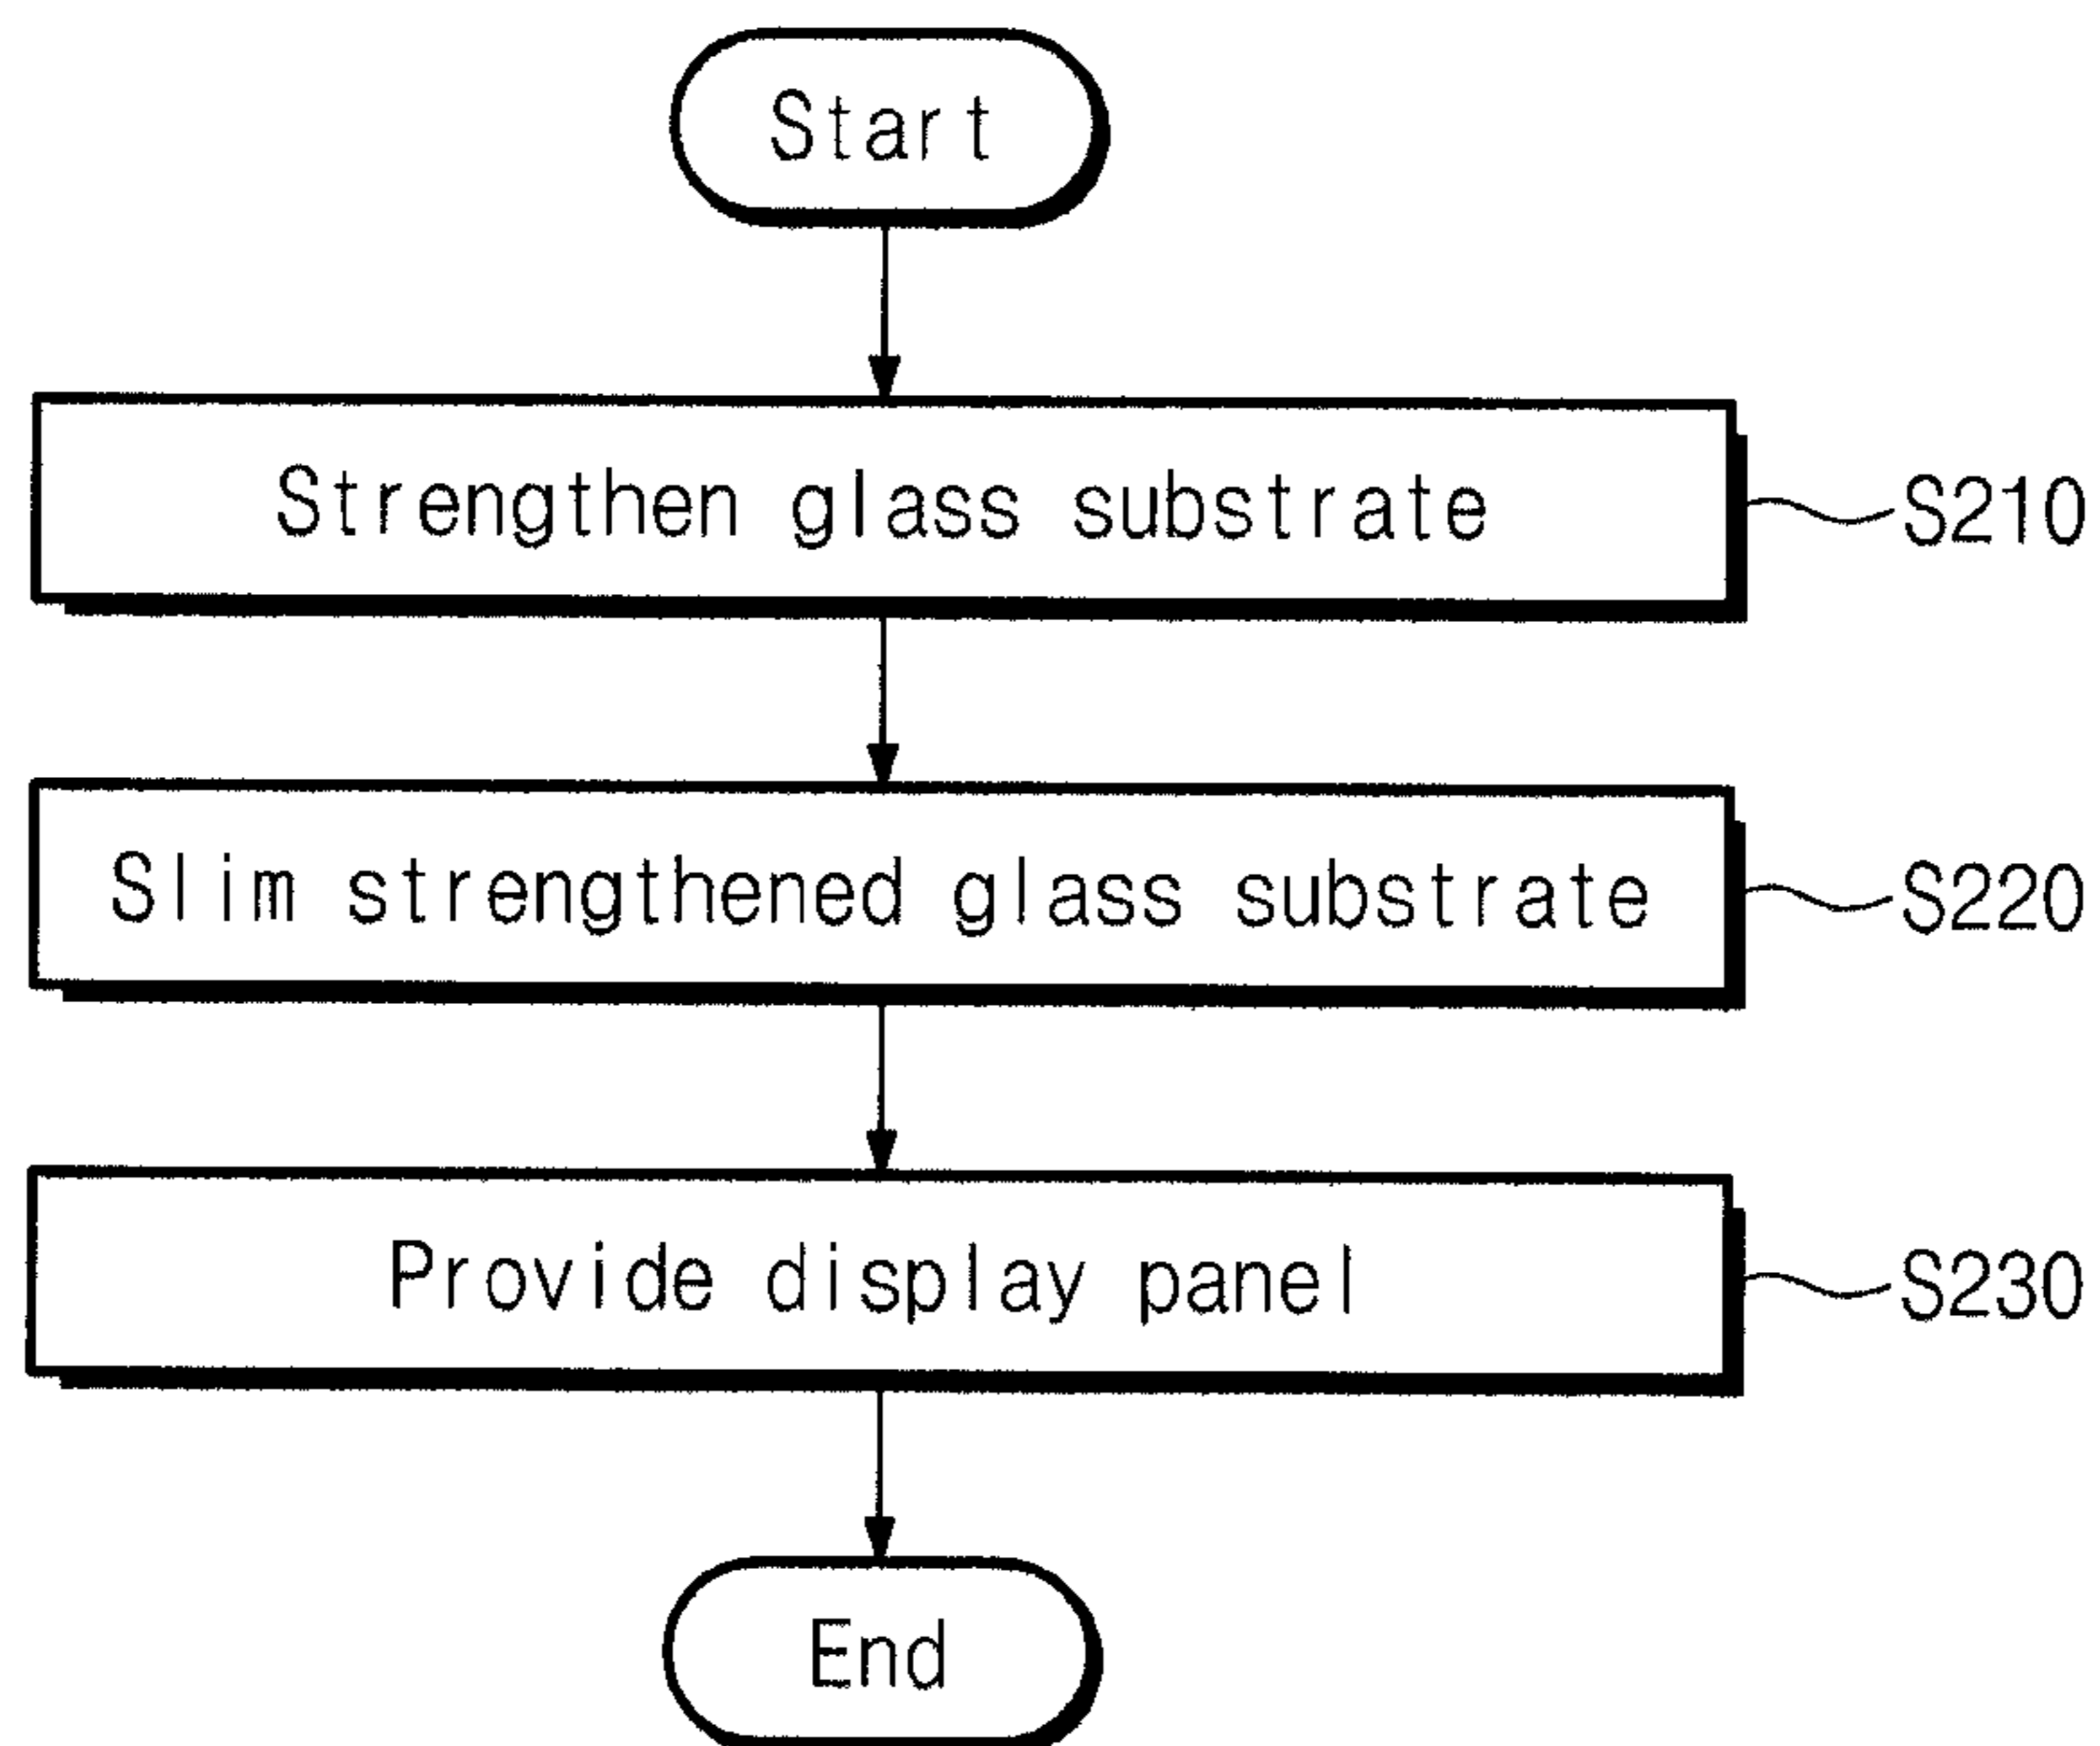 Start
Strengthen glass substrate
S210
Slim strengthened glass substrate
S220
Provide display panel
S230
End